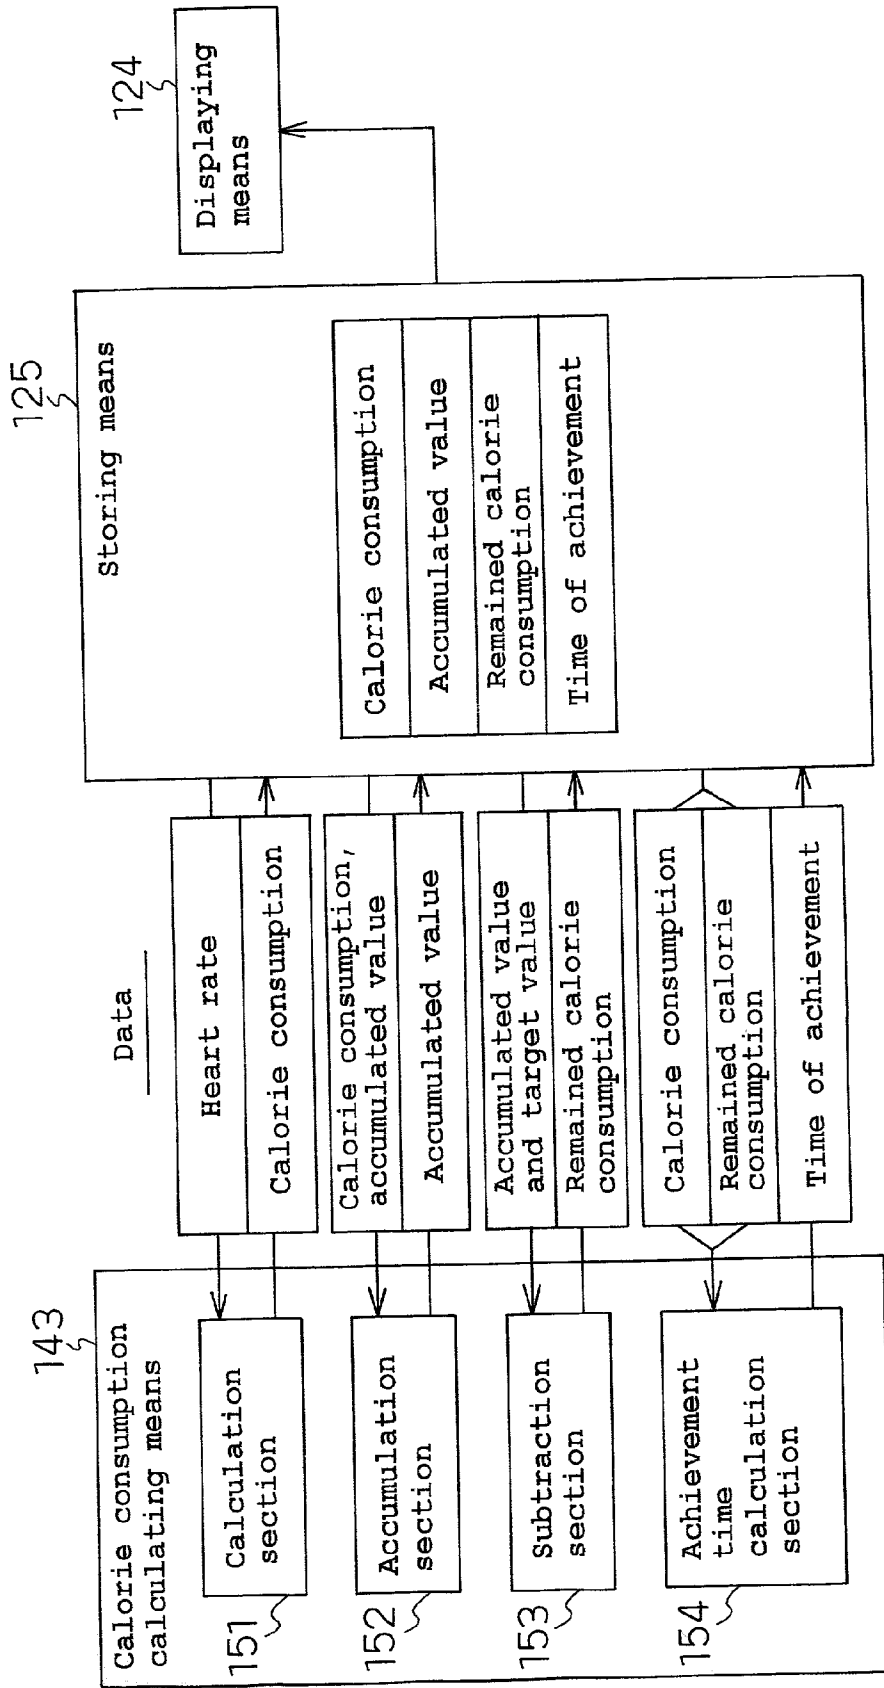 143
Calorie consumption
calculating means
151
Calculation
section
152
Accumulation
section
153
Subtraction
section
154
Achievement
time
calculation
section
Data
Heart rate
Calorie consumption
Calorie consumption,
accumulated value
Accumulated value
Accumulated value
and target value
Remained calorie
consumption
Calorie consumption
Remained calorie
consumption
Time of achievement
125
Storing means
Calorie consumption
Accumulated value
Remained calorie
consumption
Time of achievement
124
Displaying
means